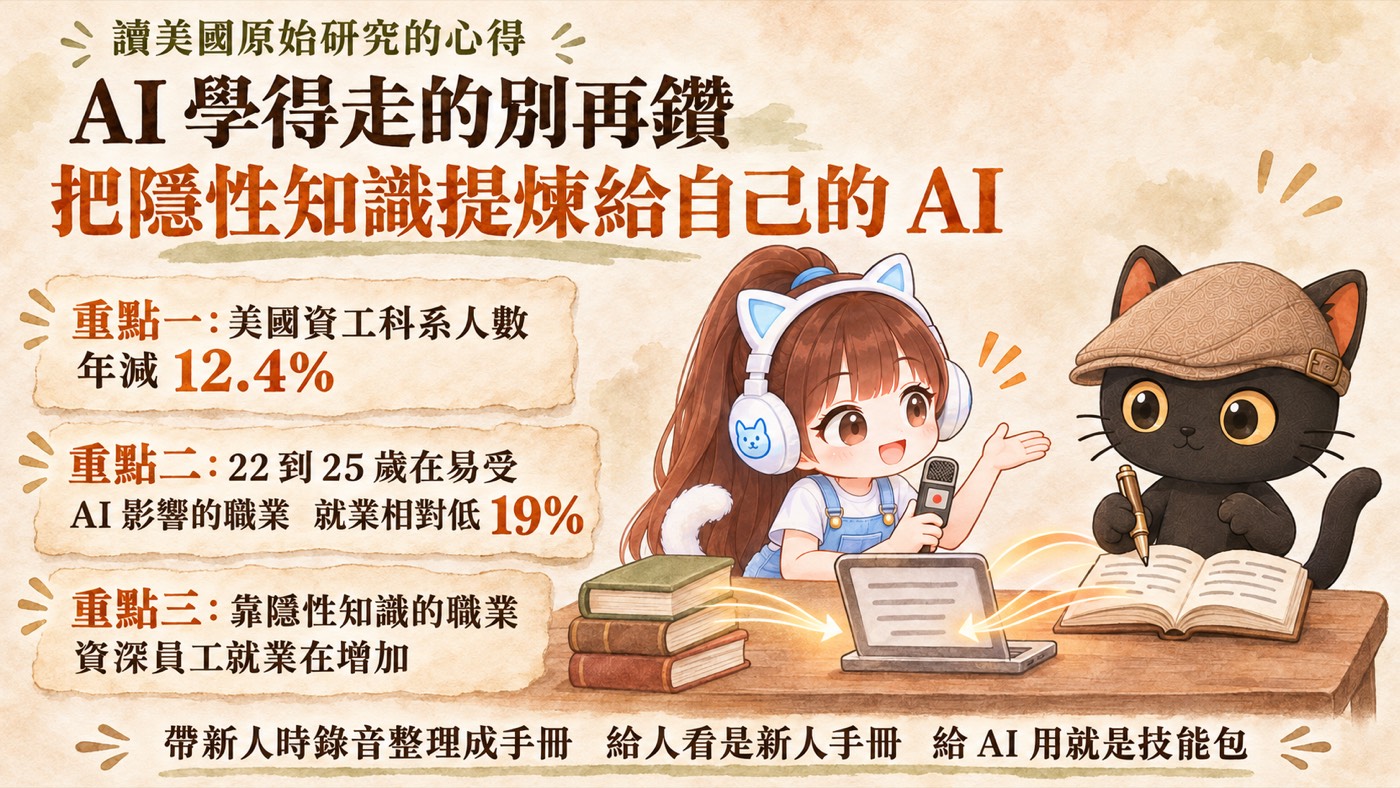 讀美國原始研究的心得
AI 學得走的別再鑽
把隱性知識提煉給自己的 AI
重點一：美國資工科系人數
年減 12.4%
重點二：22 到 25 歲在易受
AI 影響的職業 就業相對低 19%
重點三：靠隱性知識的職業
資深員工就業在增加
帶新人時錄音整理成手冊 給人看是新人手冊 給 AI 用就是技能包